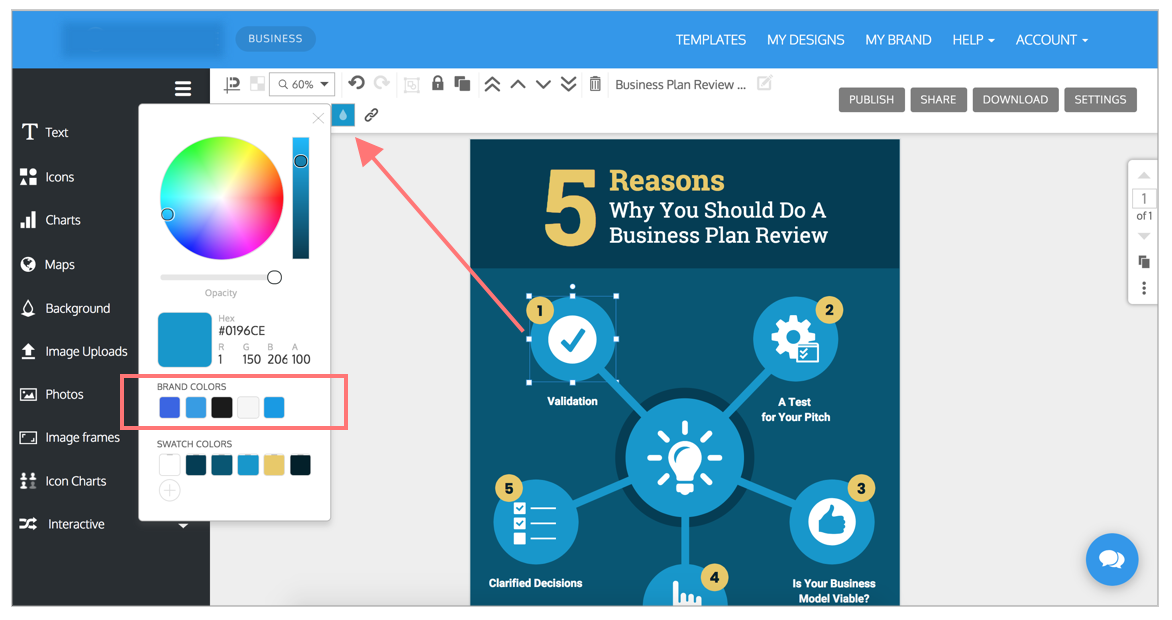 BUSINESS
TEMPLATES
MY DESIGNS
MY BRAND
HELP
ACCOUNT
60%
Business Plan Review ...
PUBLISH
SHARE
DOWNLOAD
SETTINGS
Text
Icons
Charts
Maps
Background
Image Uploads
Photos
Image frames
Icon Charts
Interactive
Opacity
Hex
#0196CE
R G B A
1 150 206 100
BRAND COLORS
SWATCH COLORS
5 Reasons
Why You Should Do A
Business Plan Review
1
Validation
2
A Test
for Your Pitch
5
Clarified Decisions
3
Is Your Business
Model Viable?
4
1
of 1